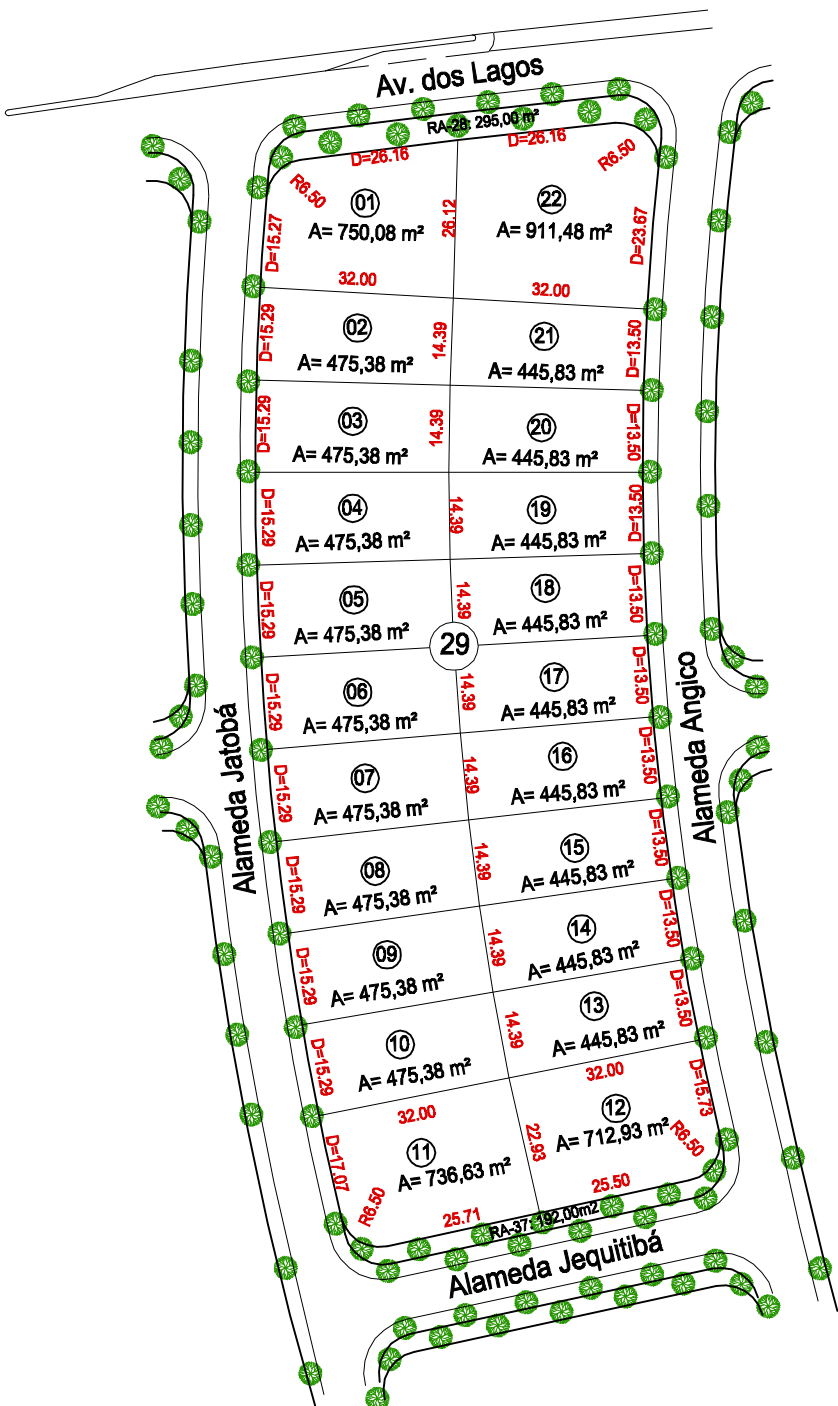 Av. dos Lagos
RA-28: 295,00 m²
D=26.16
D=26.16
R6.50
R6.50
01
A= 750,08 m²
22
A= 911,48 m²
D=15.27
26.12
D=23.67
32.00
32.00
02
A= 475,38 m²
21
A= 445,83 m²
D=15.29
14.39
D=13.50
03
A= 475,38 m²
20
A= 445,83 m²
D=15.29
14.39
D=13.50
04
A= 475,38 m²
19
A= 445,83 m²
D=15.29
14.39
D=13.50
05
A= 475,38 m²
18
A= 445,83 m²
D=15.29
14.39
D=13.50
29
06
A= 475,38 m²
17
A= 445,83 m²
D=15.29
14.39
D=13.50
Alameda Jatobá
Alameda Angico
07
A= 475,38 m²
16
A= 445,83 m²
D=15.29
14.39
D=13.50
08
A= 475,38 m²
15
A= 445,83 m²
D=15.29
14.39
D=13.50
09
A= 475,38 m²
14
A= 445,83 m²
D=15.29
14.39
D=13.50
10
A= 475,38 m²
13
A= 445,83 m²
D=15.29
14.39
D=13.50
32.00
32.00
11
A= 736,63 m²
12
A= 712,93 m²
D=17.07
22.93
D=15.73
R6.50
R6.50
25.71
25.50
RA-37: 192,00m2
Alameda Jequitibá